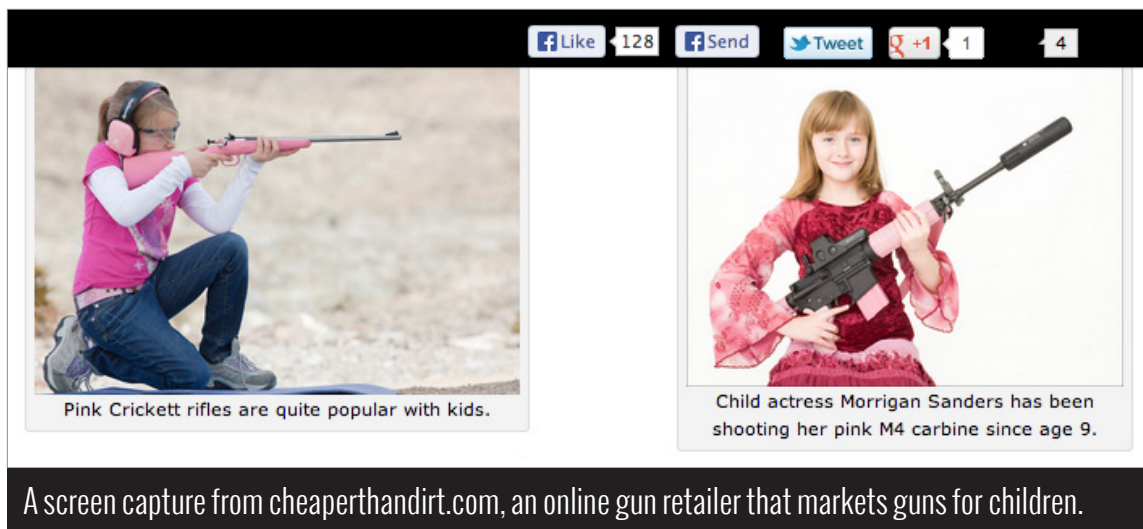 Like 128 Send Tweet +1 1 4
Pink Crickett rifles are quite popular with kids.
Child actress Morrigan Sanders has been
shooting her pink M4 carbine since age 9.
A screen capture from cheaperthandirt.com, an online gun retailer that markets guns for children.